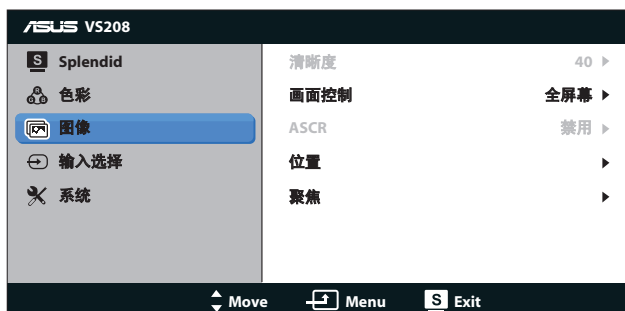 ASUS VS208
S Splendid
色彩
图像
输入选择
系统
清晰度 40
画面控制 全屏幕
ASCR 禁用
位置
聚焦
Move Menu S Exit